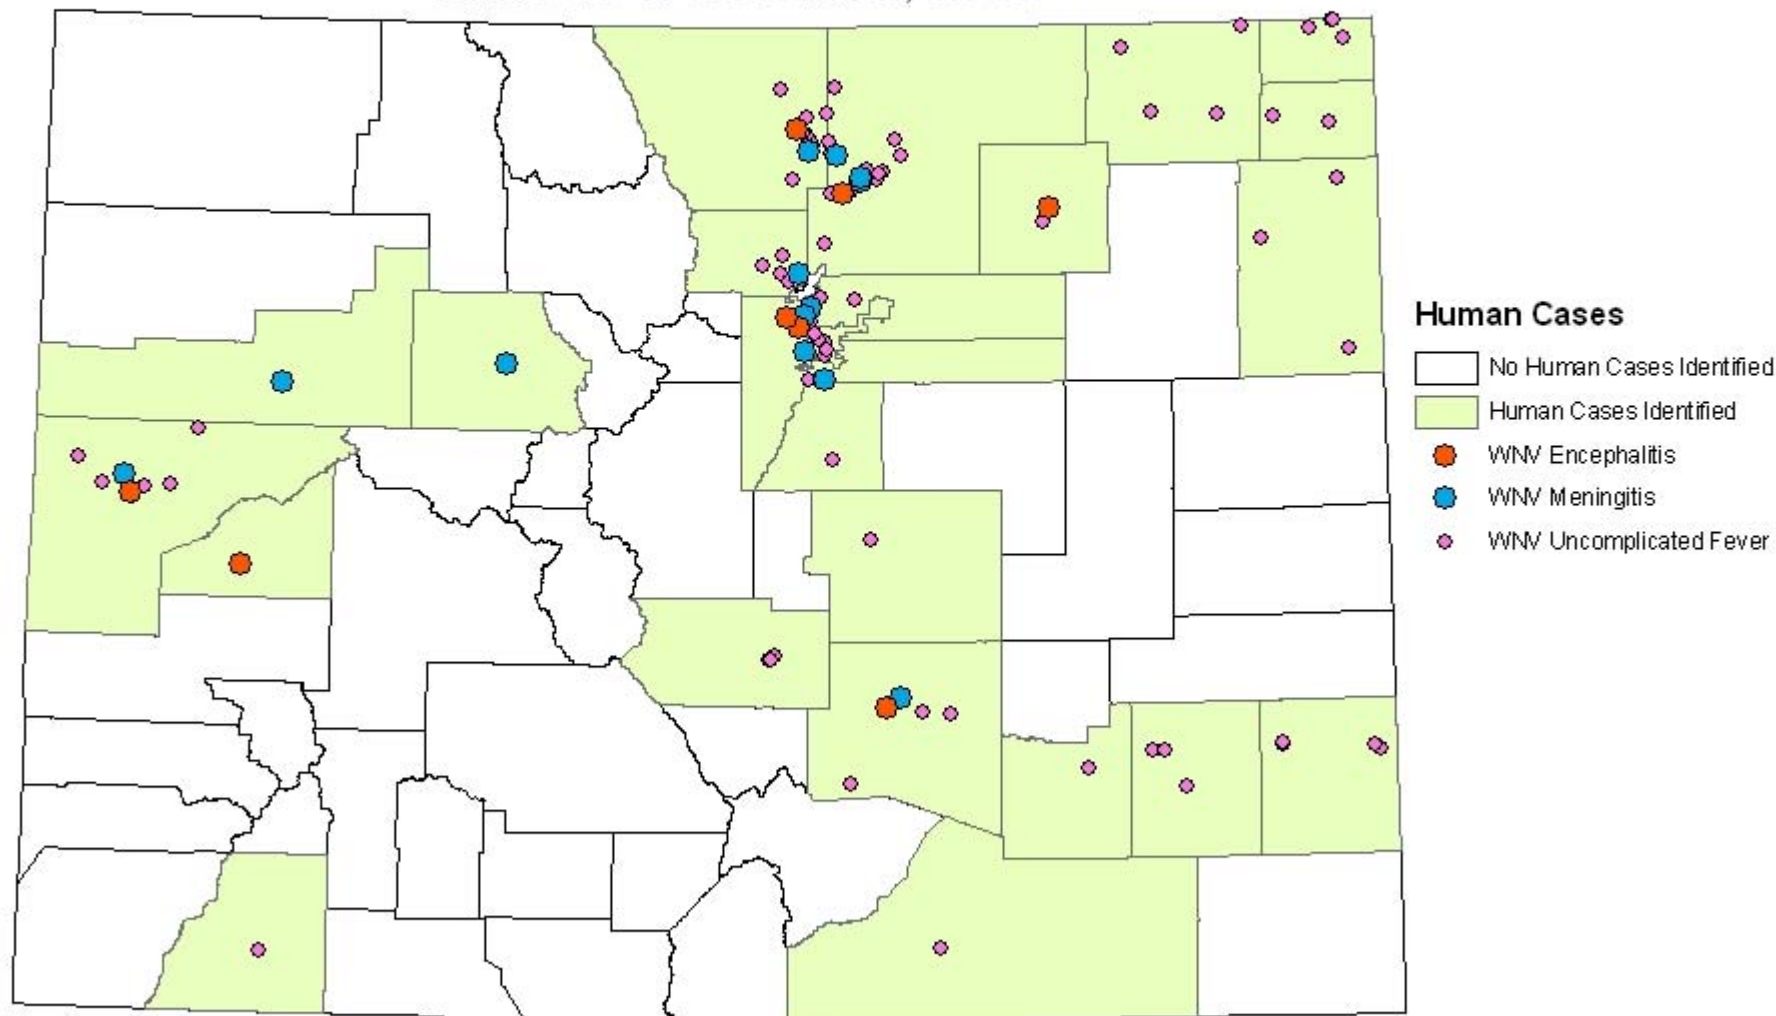 Human Cases
No Human Cases Identified
Human Cases Identified
WNV Encephalitis
WNV Meningitis
WNV Uncomplicated Fever